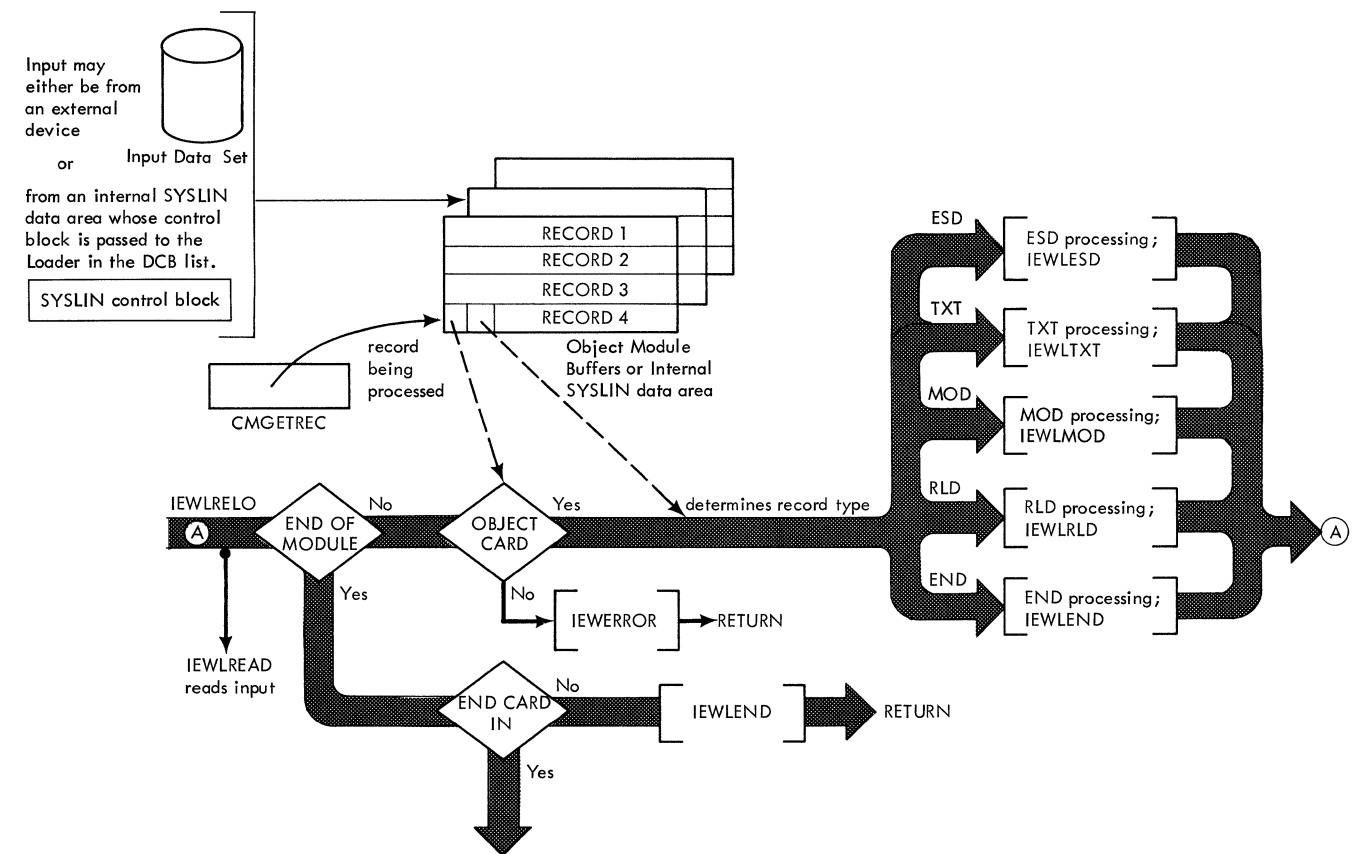 Input may
either be from
an external
device
or
Input Data Set
from an internal SYSLIN
data area whose control
block is passed to the
Loader in the DCB list.
SYSLIN control block
RECORD 1
RECORD 2
RECORD 3
RECORD 4
record
being
processed
CMGETREC
Object Module
Buffers or Internal
SYSLIN data area
ESD
ESD processing;
IEWLESD
TXT
TXT processing;
IEWLTXT
MOD
MOD processing;
IEWLMOD
RLD
RLD processing;
IEWLRLD
END
END processing;
IEWLEND
A
IEWLRELO
A
END OF
MODULE
No
OBJECT
CARD
Yes
determines record type
Yes
No
IEWERROR
RETURN
IEWLREAD
reads input
END CARD
IN
No
IEWLEND
RETURN
Yes